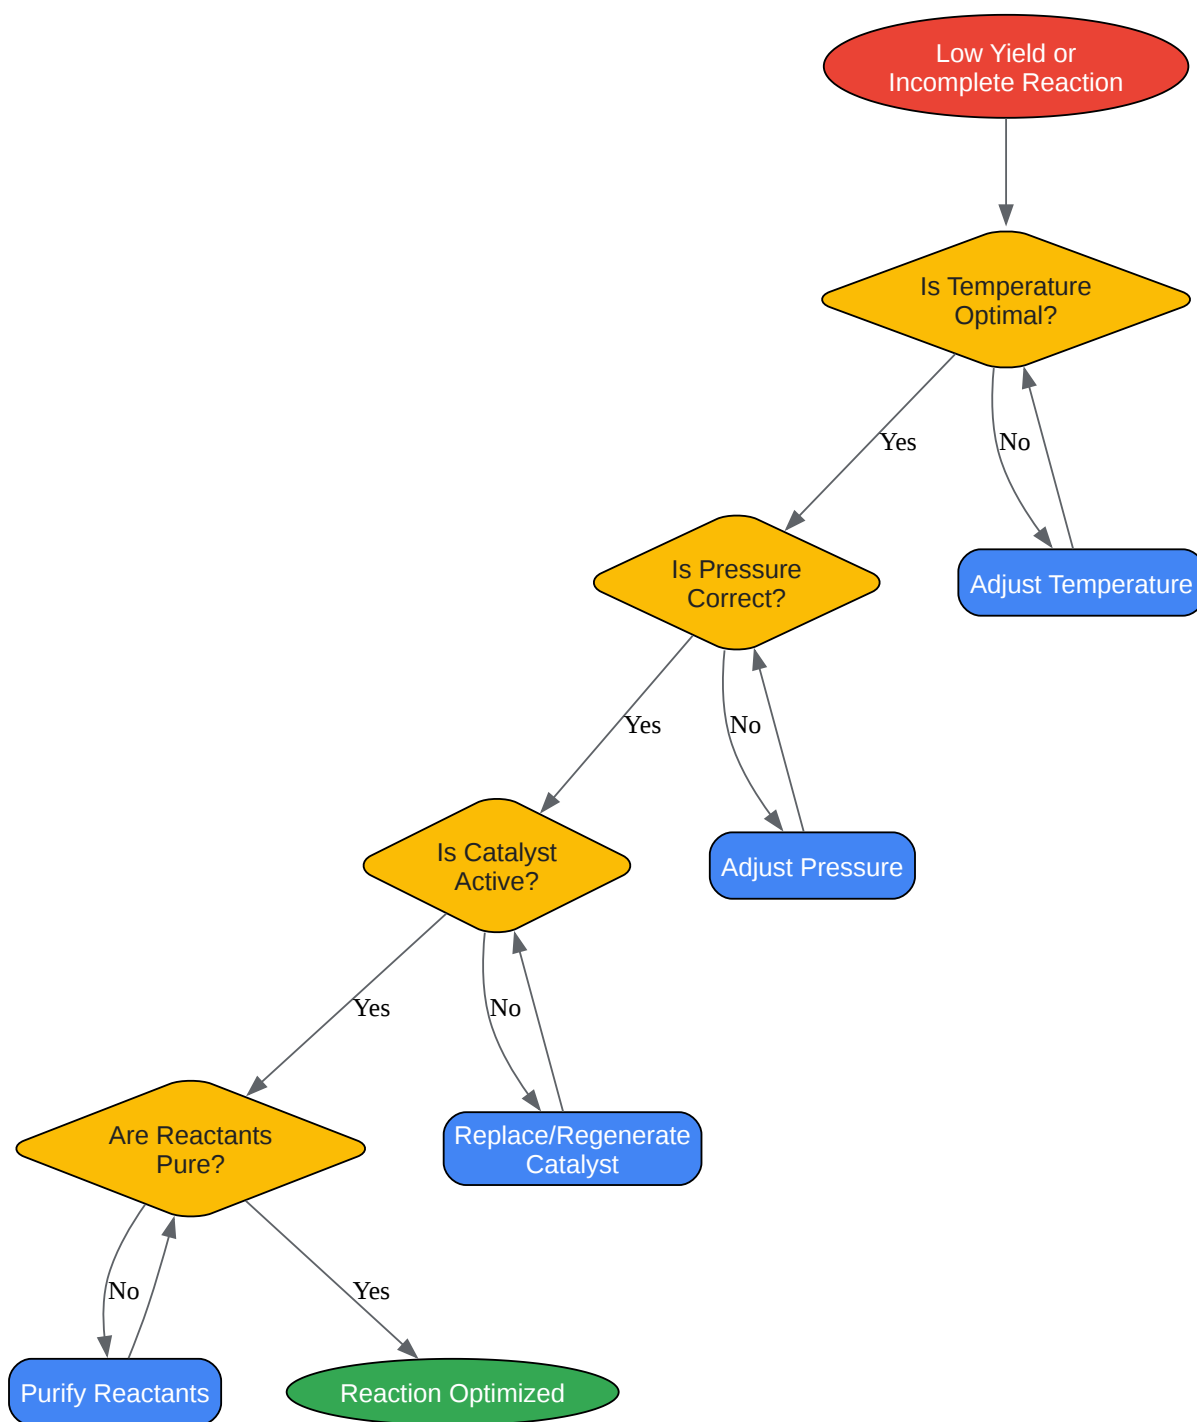 Low Yield or
Incomplete Reaction
Is Temperature
Optimal?
Yes
No
Is Pressure
Correct?
Adjust Temperature
Yes
No
Is Catalyst
Active?
Adjust Pressure
Yes
No
Are Reactants
Pure?
Replace/Regenerate
Catalyst
No
Yes
Purify Reactants
Reaction Optimized